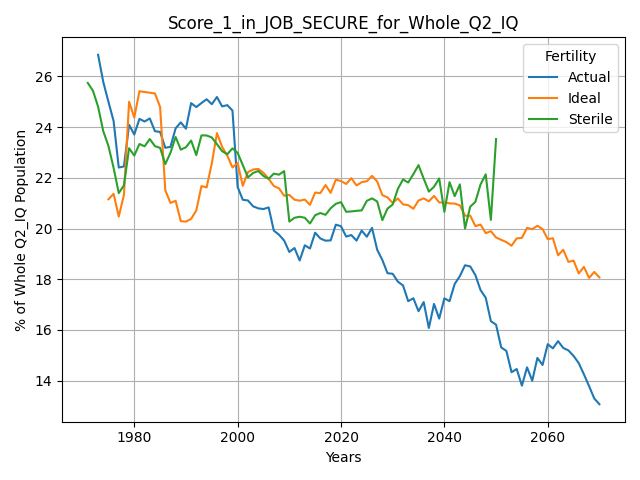 Score_1_in_JOB_SECURE_for_Whole_Q2_IQ
Fertility
Actual
Ideal
Sterile
% of Whole Q2_IQ Population
26
24
22
20
18
16
14
1980
2000
2020
2040
2060
Years